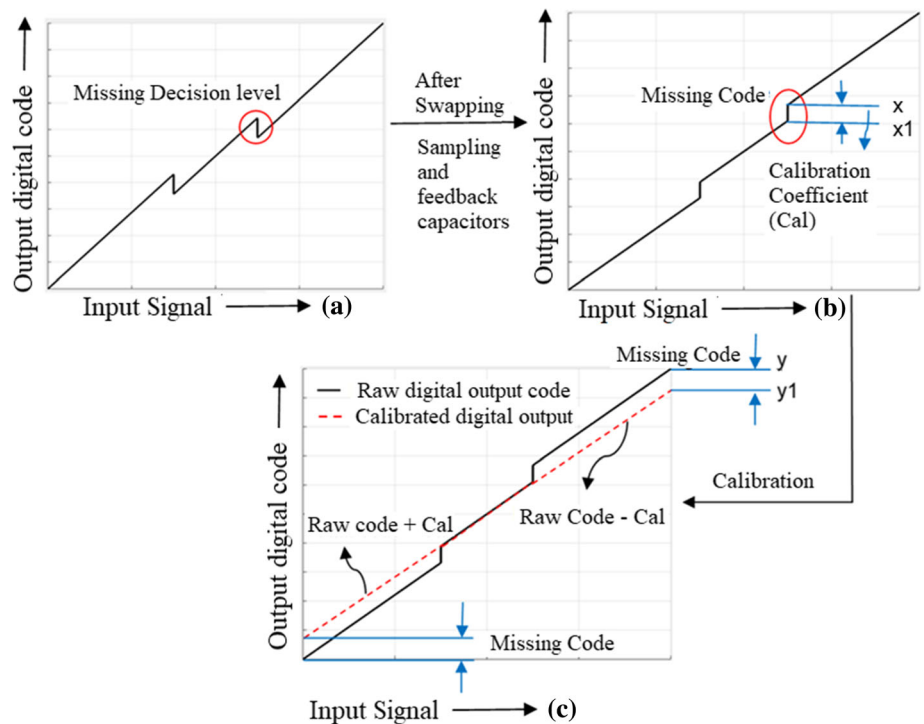 Output digital code
Missing Decision level
Input Signal
(a)
After
Swapping
Sampling
and
feedback
capacitors
Output digital code
Missing Code
x
x1
Calibration
Coefficient
(Cal)
Input Signal
(b)
Output digital code
Missing Code
y
y1
Raw digital output code
Calibrated digital output
Calibration
Raw code + Cal
Raw Code - Cal
Missing Code
Input Signal
(c)